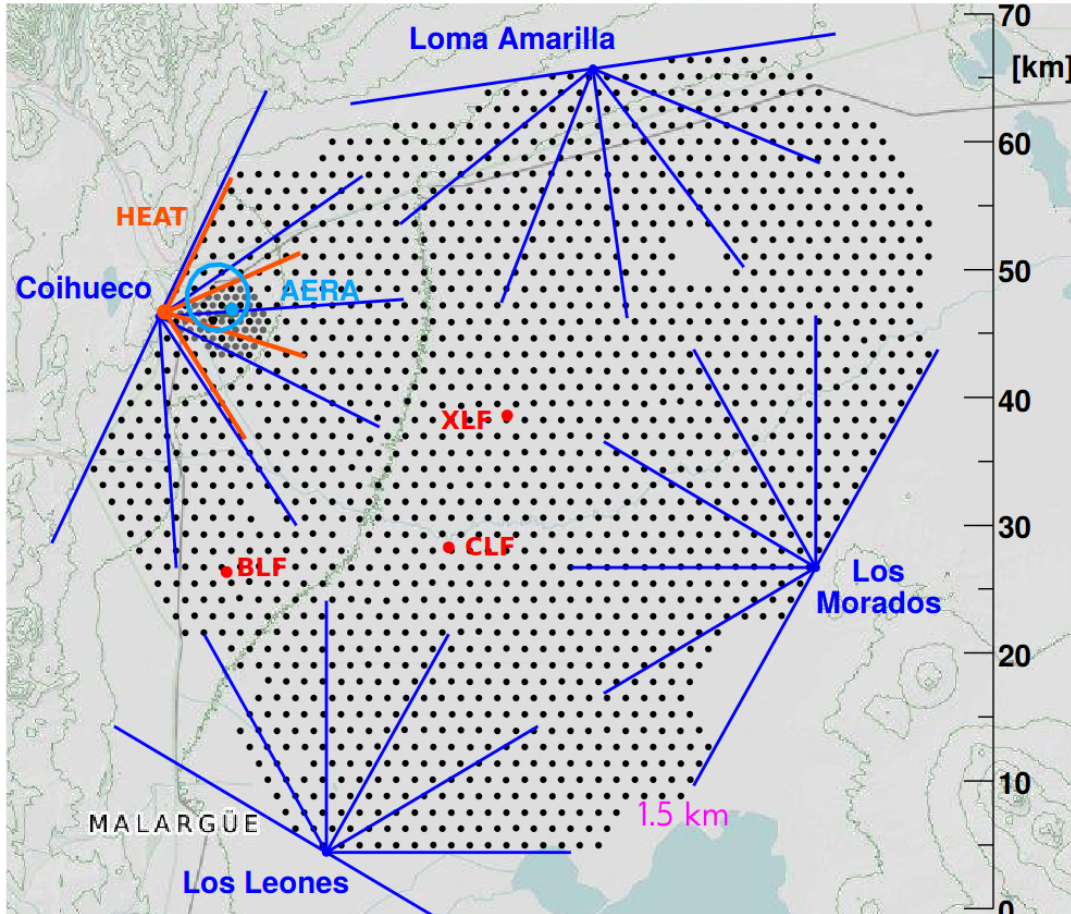 70
Loma Amarilla
[km]
60
HEAT
50
Coihueco
AERA
40
XLF
30
CLF
BLF
Los
Morados
20
10
1.5 km
MALARGÜE
Los Leones
0